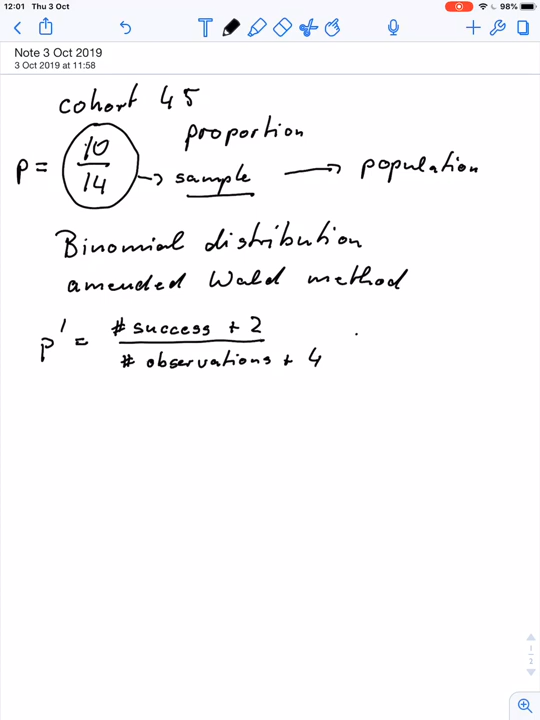 12:01 Thu 3 Oct 98%
T
Note 3 Oct 2019
3 Oct 2019 at 11:58
cohort 45
proportion
p = 10/14 → sample → population
Binomial distribution
amended Wald method
p' = # success + 2
# observations + 4
1
2